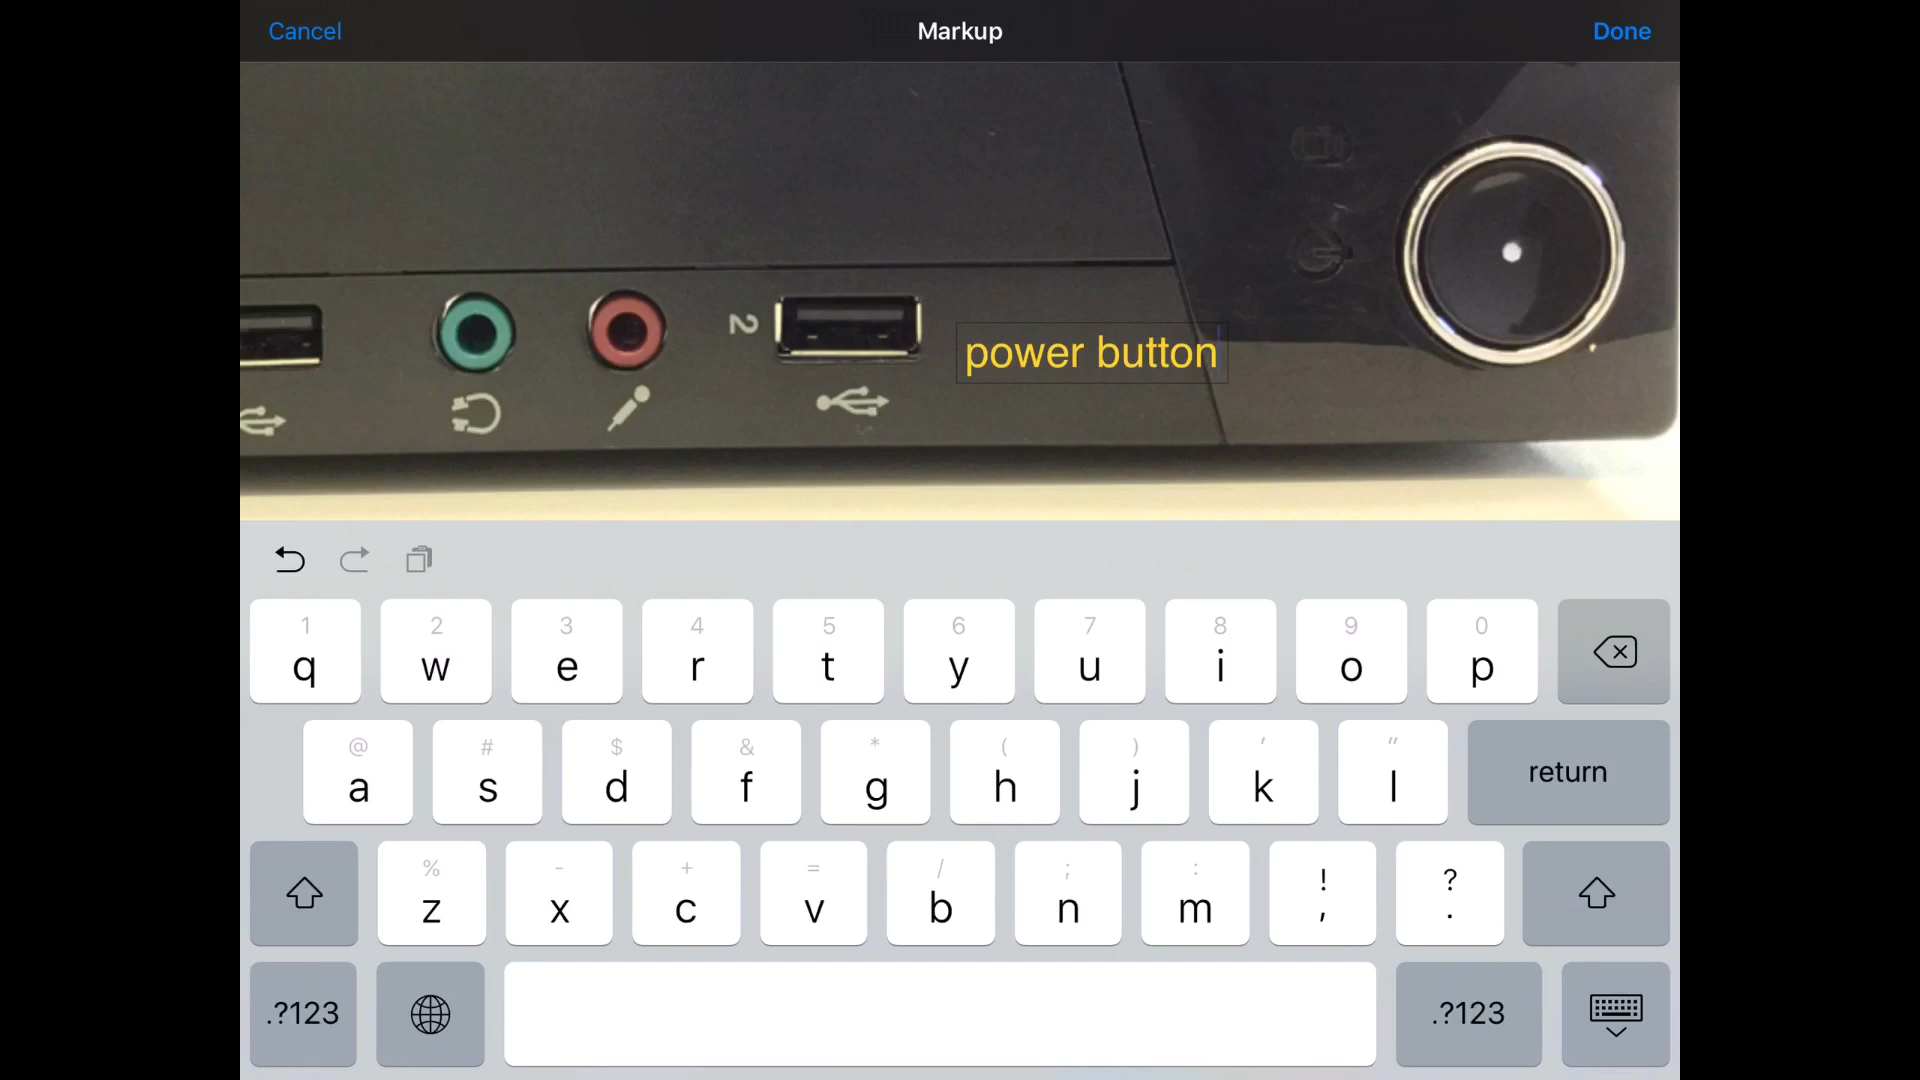 Cancel
Markup
Done
2
power button
1 2 3 4 5 6 7 8 9 0
q w e r t y u i o p
@ # $ & * ( ) ' "
a s d f g h j k l return
% - + = / ; : ! ?
z x c v b n m , .
.?123 .?123